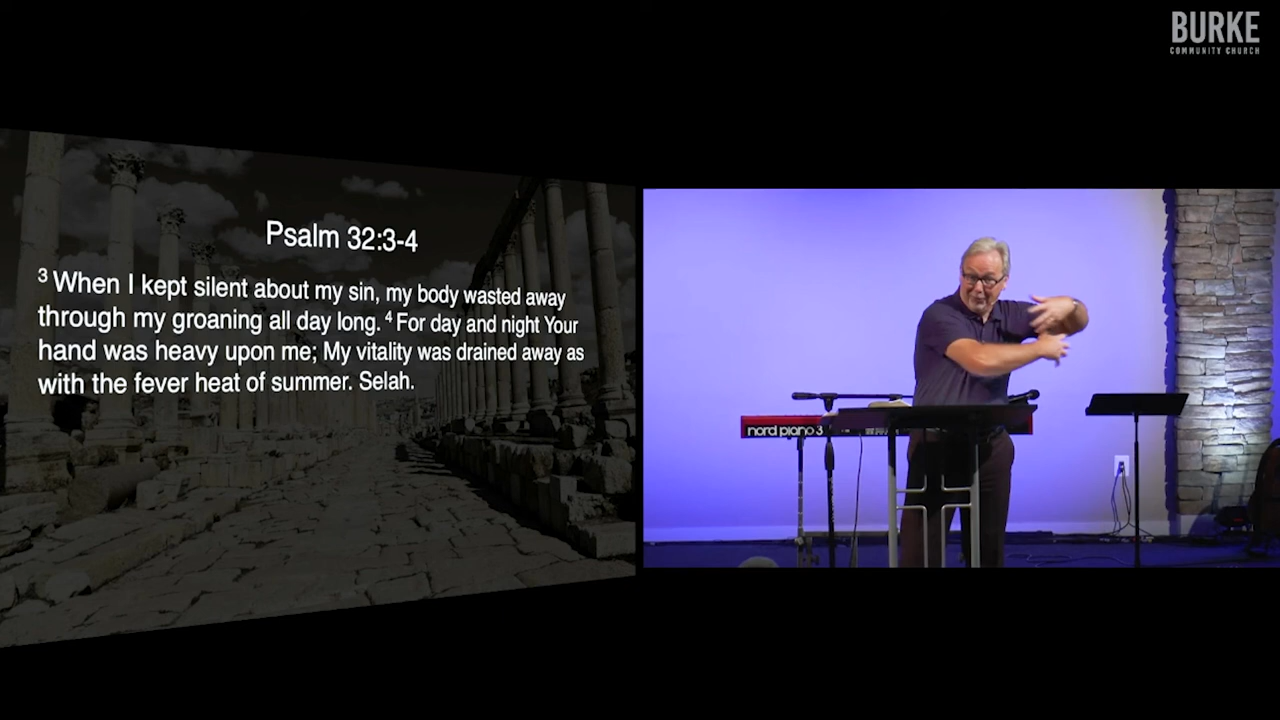 BURKE
COMMUNITY CHURCH
Psalm 32:3-4
3 When I kept silent about my sin, my body wasted away
through my groaning all day long. 4 For day and night Your
hand was heavy upon me; My vitality was drained away as
with the fever heat of summer. Selah.
nord piano 3